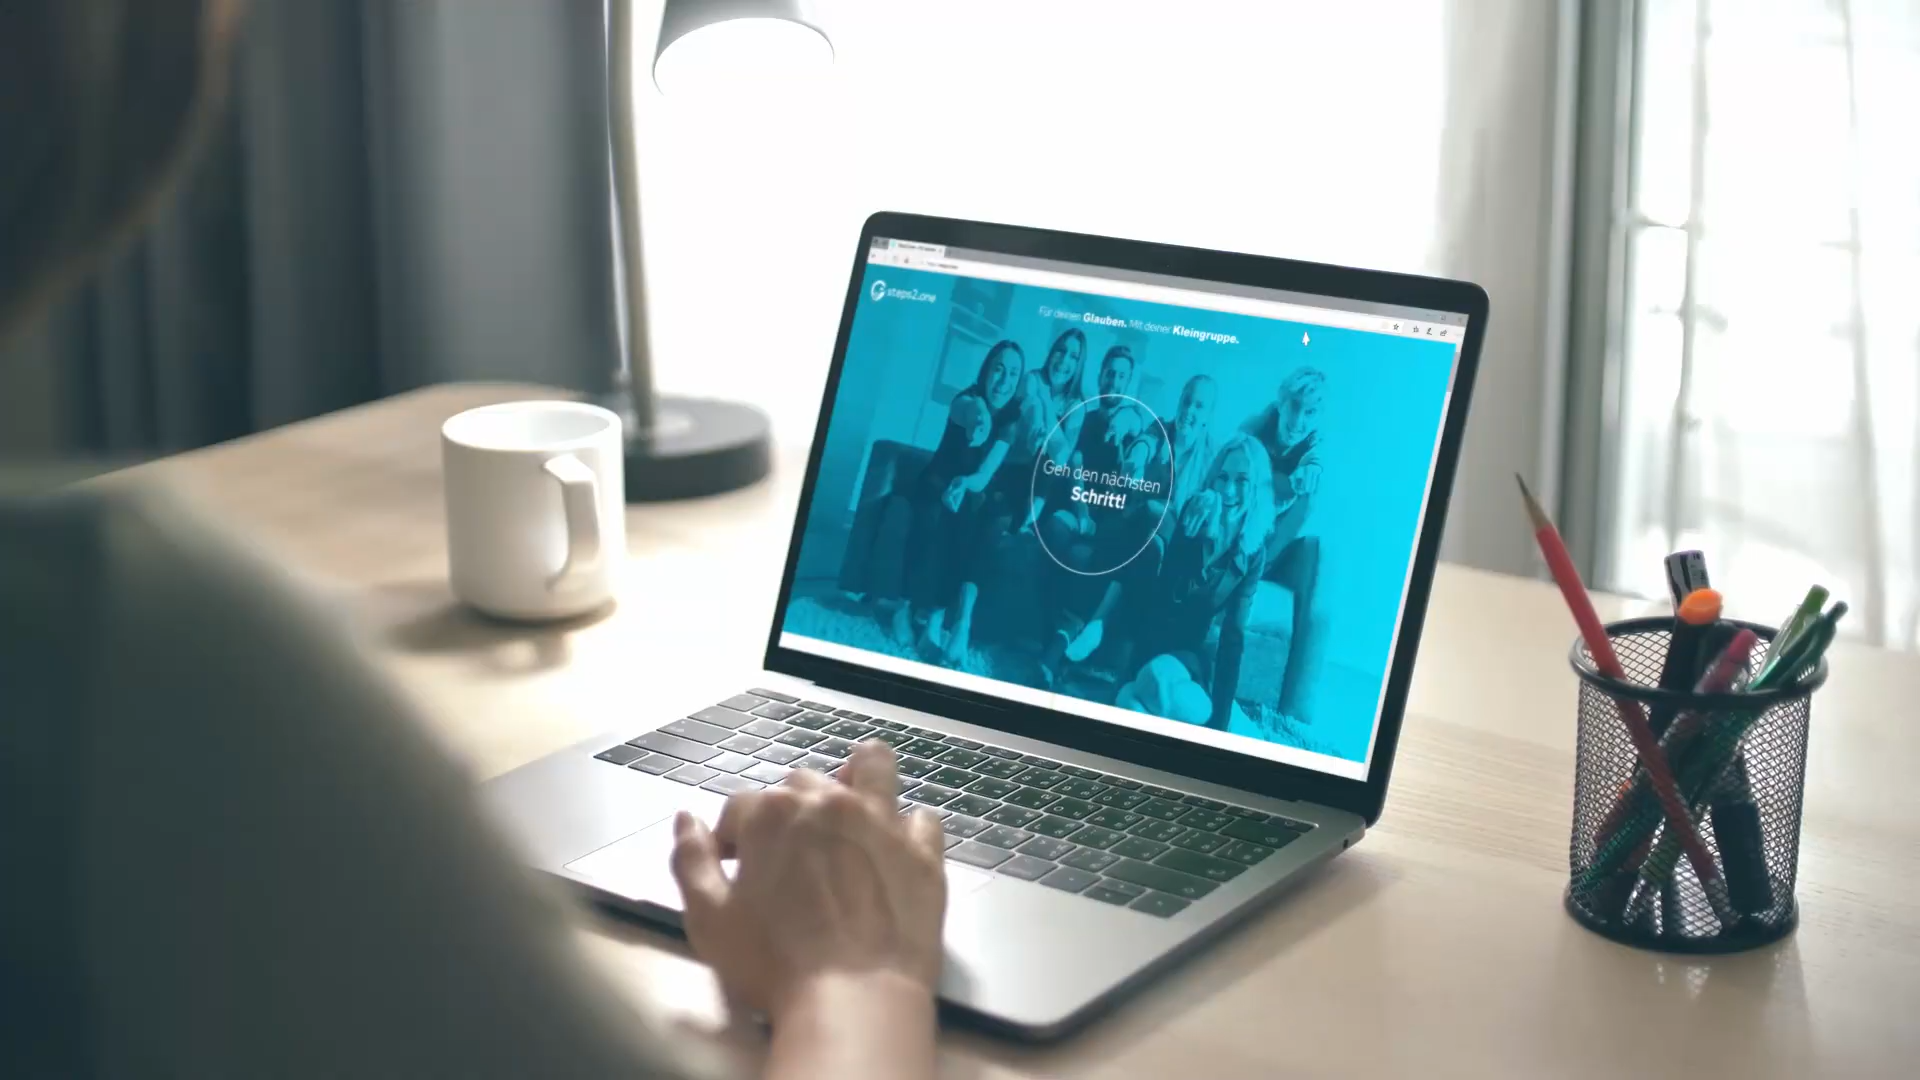 steps2.one
Für deinen Glauben. Mit deiner Kleingruppe.
Geh den nächsten
Schritt!